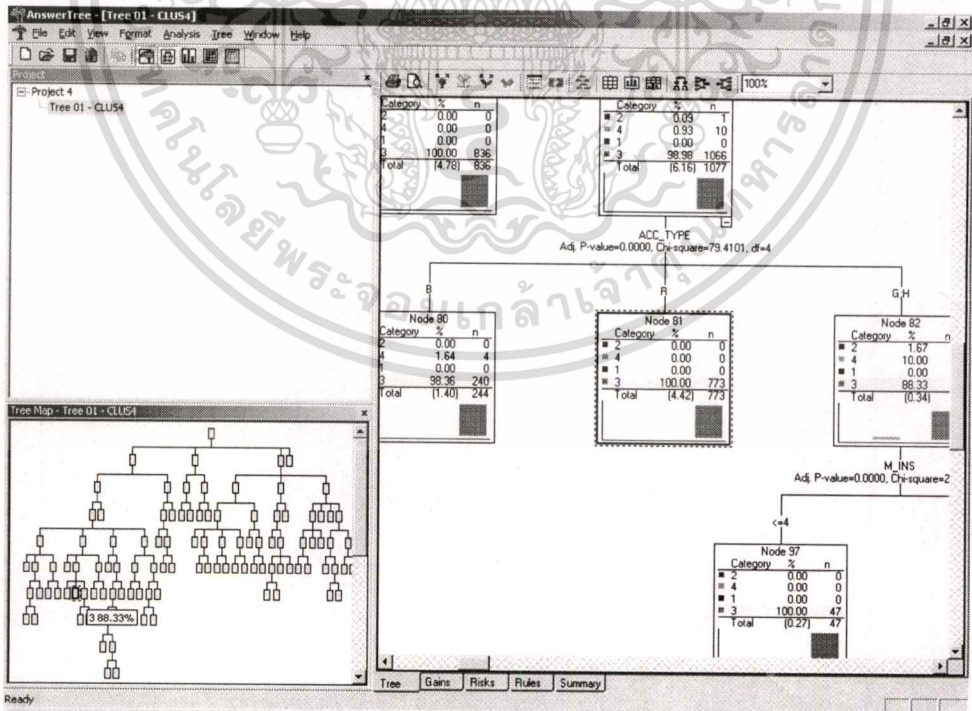 AnswerTree - [Tree 01 - CLUS4]
File Edit View Format Analysis Tree Window Help
Project
Project 4
Tree 01 - CLUS4
100%
Category % n
2 0.00 0
4 0.00 0
1 0.00 0
3 100.00 836
Total (4.78) 836
Category % n
2 0.09 1
4 0.93 10
1 0.00 0
3 98.98 1066
Total (6.16) 1077
ACC_TYPE
Adj. P-value=0.0000, Chi-square=79.4101, df=4
B
R
G;H
Node 80
Category % n
2 0.00 0
4 1.64 4
1 0.00 0
3 98.36 240
Total (1.40) 244
Node 81
Category % n
2 0.00 0
4 0.00 0
1 0.00 0
3 100.00 773
Total (4.42) 773
Node 82
Category % n
2 1.67
4 10.00
1 0.00
3 88.33
Total (0.34)
M_INS
Adj. P-value=0.0000, Chi-square=2
<=4
Node 97
Category % n
2 0.00 0
4 0.00 0
1 0.00 0
3 100.00 47
Total (0.27) 47
Tree Map - Tree 01 - CLUS4
3 88.33%
Tree Gains Risks Rules Summary
Ready